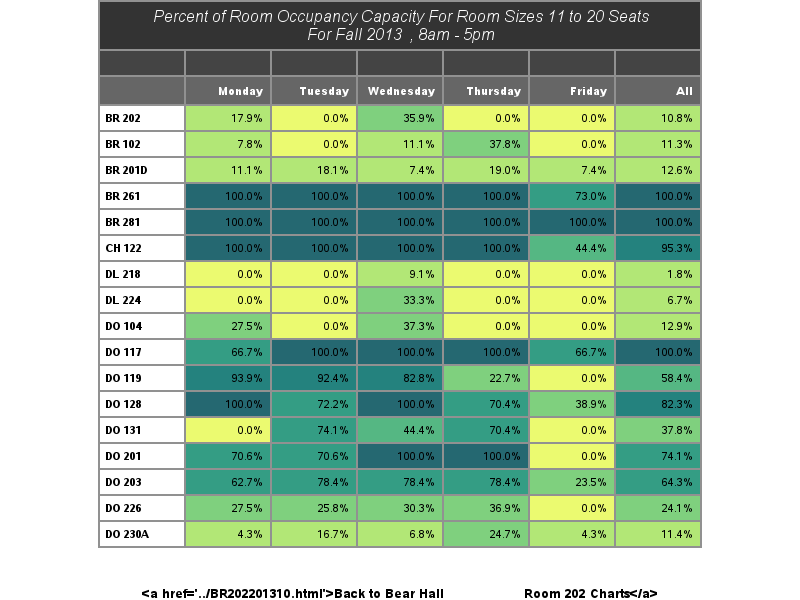 Percent of Room Occupancy Capacity For Room Sizes 11 to 20 Seats
For Fall 2013 , 8am - 5pm
Monday Tuesday Wednesday Thursday Friday All
BR 202 17.9% 0.0% 35.9% 0.0% 0.0% 10.8%
BR 102 7.8% 0.0% 11.1% 37.8% 0.0% 11.3%
BR 201D 11.1% 18.1% 7.4% 19.0% 7.4% 12.6%
BR 261 100.0% 100.0% 100.0% 100.0% 73.0% 100.0%
BR 281 100.0% 100.0% 100.0% 100.0% 100.0% 100.0%
CH 122 100.0% 100.0% 100.0% 100.0% 44.4% 95.3%
DL 218 0.0% 0.0% 9.1% 0.0% 0.0% 1.8%
DL 224 0.0% 0.0% 33.3% 0.0% 0.0% 6.7%
DO 104 27.5% 0.0% 37.3% 0.0% 0.0% 12.9%
DO 117 66.7% 100.0% 100.0% 100.0% 66.7% 100.0%
DO 119 93.9% 92.4% 82.8% 22.7% 0.0% 58.4%
DO 128 100.0% 72.2% 100.0% 70.4% 38.9% 82.3%
DO 131 0.0% 74.1% 44.4% 70.4% 0.0% 37.8%
DO 201 70.6% 70.6% 100.0% 100.0% 0.0% 74.1%
DO 203 62.7% 78.4% 78.4% 78.4% 23.5% 64.3%
DO 226 27.5% 25.8% 30.3% 36.9% 0.0% 24.1%
DO 230A 4.3% 16.7% 6.8% 24.7% 4.3% 11.4%
<a href='../BR202201310.html'>Back to Bear Hall Room 202 Charts</a>